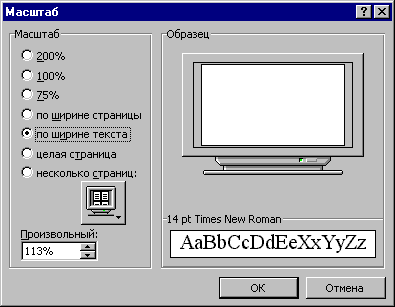 Масштаб
Масштаб
200%
100%
75%
по ширине страницы
по ширине текста
целая страница
несколько страниц:
Произвольный:
113%
Образец
14 pt Times New Roman
AaBbCcDdEeXxYyZz
ОК
Отмена